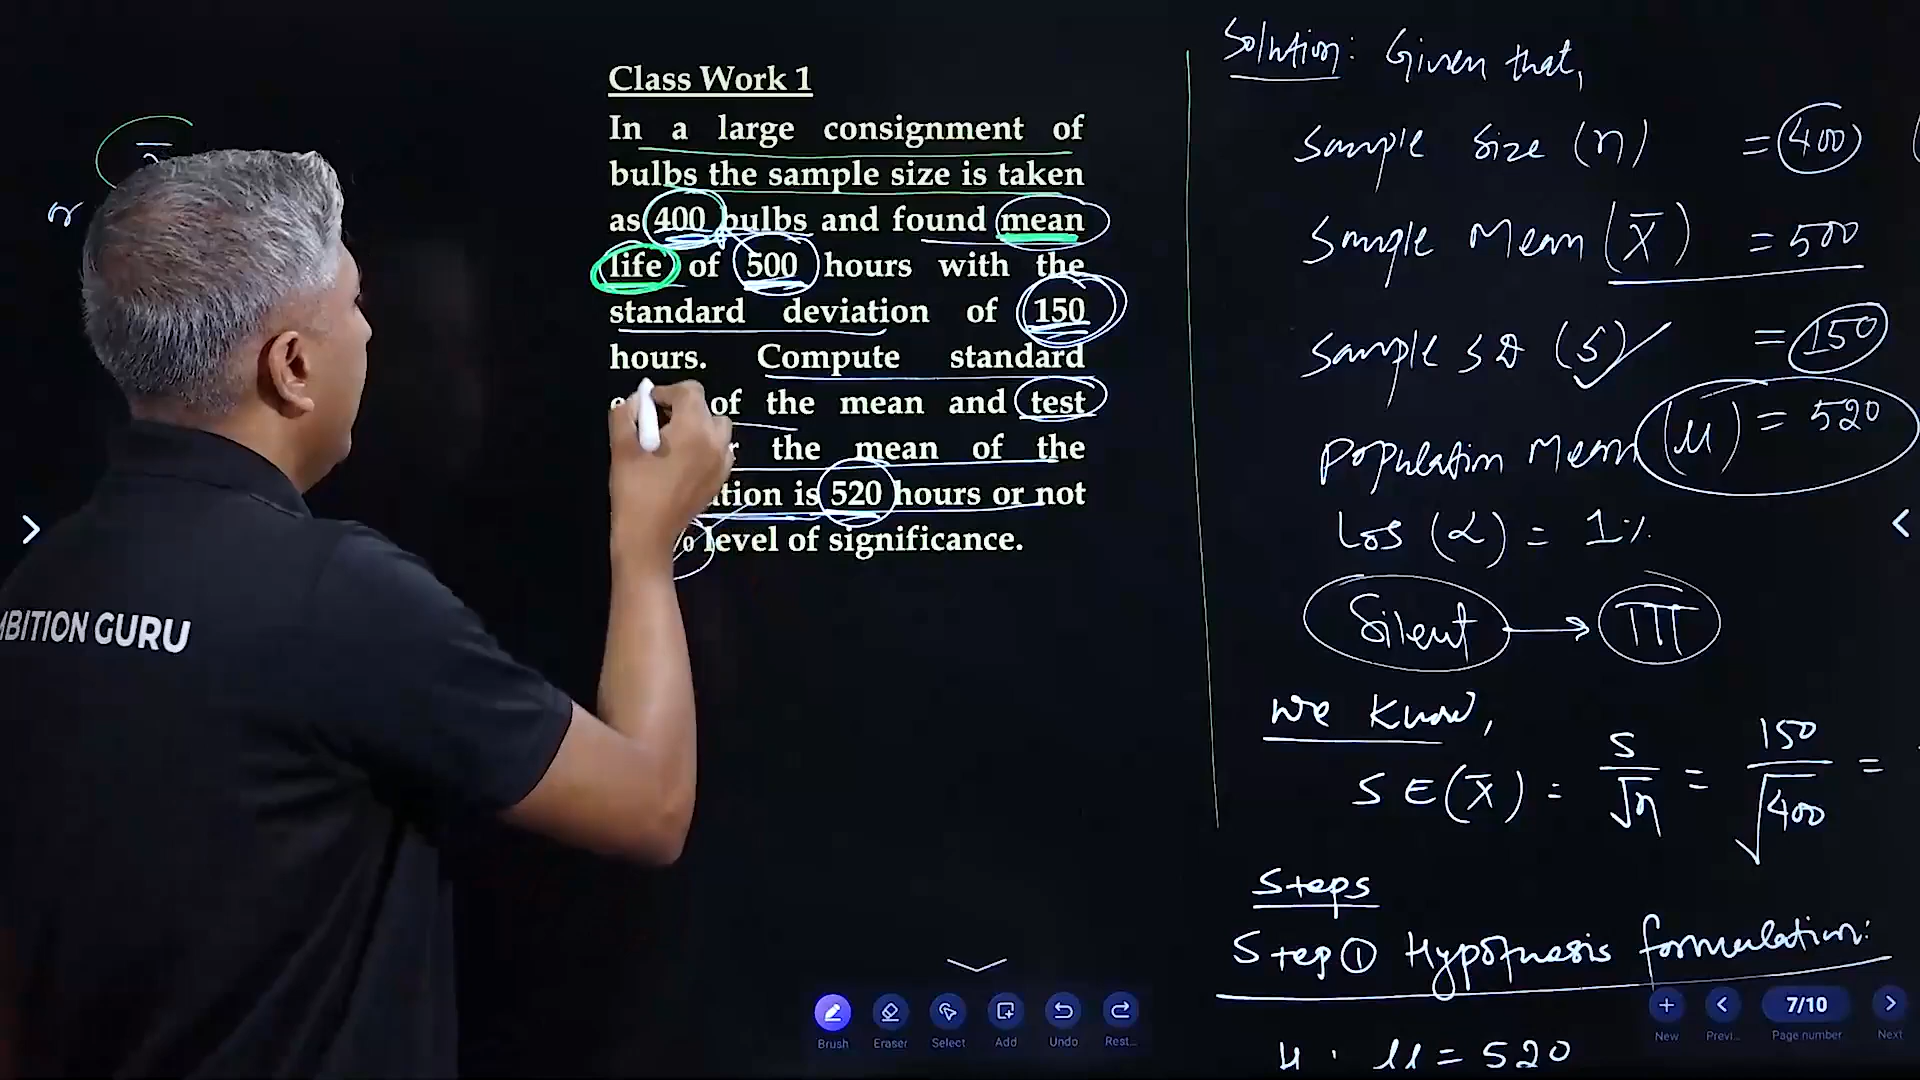 Class Work 1
In a large consignment of
bulbs the sample size is taken
as 400 bulbs and found mean
life of 500 hours with the
standard deviation of 150
hours. Compute standard
of the mean and test
the mean of the
is 520 hours or not
level of significance.
or
MBITION GURU
Solution: Given that,
Sample Size (n) = 400
Sample Mean (X̄) = 500
Sample SD (S) = 150
Population Mean (μ) = 520
Los (α) = 1%
Silent → TTT
We Know,
SE(X̄) = S/√n = 150/√400 =
Steps
Step ① Hypothesis formulation:
μ = 520
Brush
Eraser
Select
Add
Undo
Rest...
New
Previ...
7/10
Page number
Next